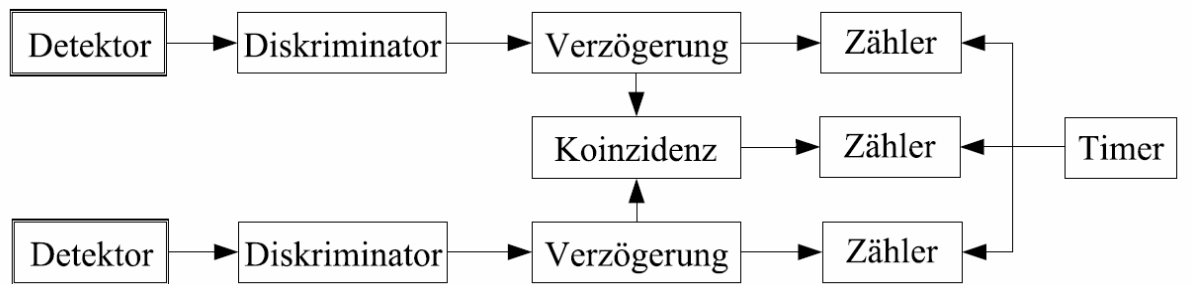 Detektor Diskriminator Verzögerung Zähler
Koinzidenz Zähler Timer
Detektor Diskriminator Verzögerung Zähler